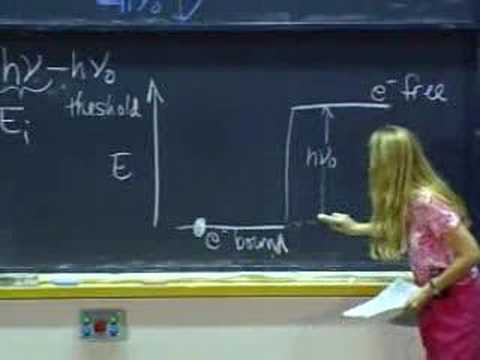 hν - hν₀
threshold
Eᵢ
E
e⁻ free
hν₀
e⁻ bound